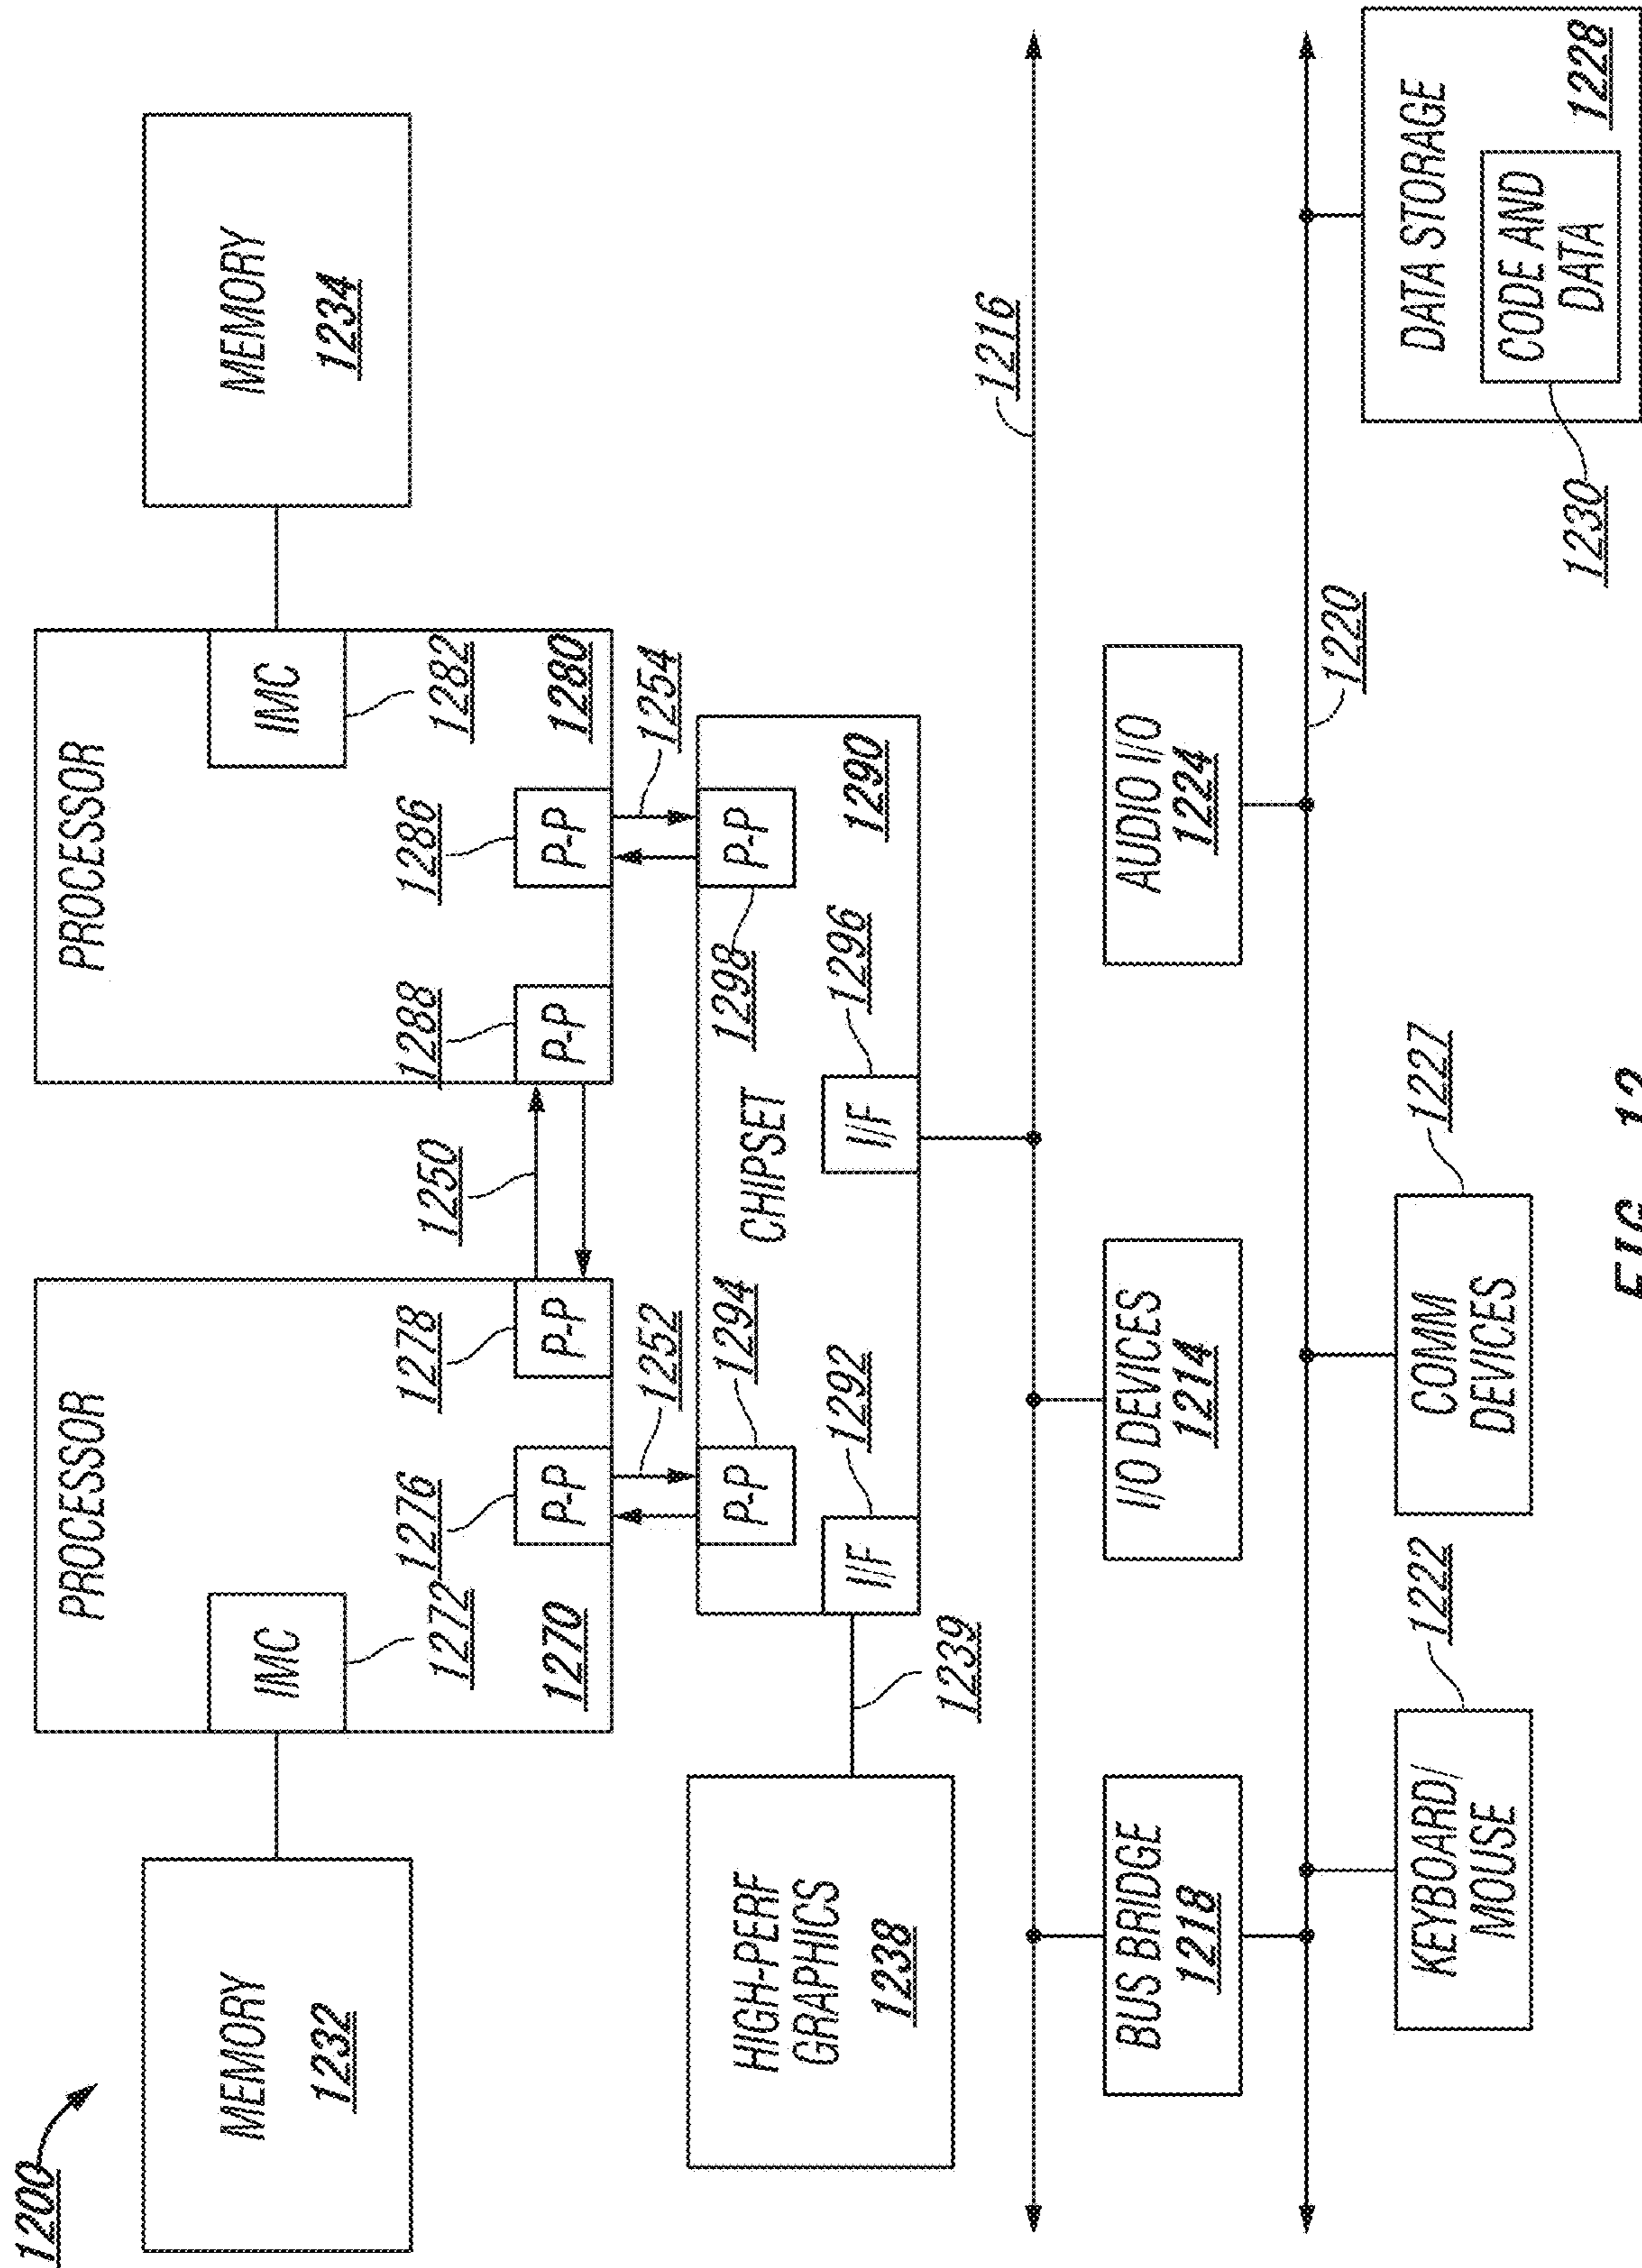 1200
MEMORY
1232
PROCESSOR
IMC
1272
1270
1276
P-P
1278
P-P
1250
PROCESSOR
1288
P-P
1286
P-P
IMC
1282
1280
MEMORY
1234
1252
1254
HIGH-PERF
GRAPHICS
1238
1239
P-P
1294
CHIPSET
P-P
1298
1290
I/F
1292
I/F
1296
1216
BUS BRIDGE
1218
I/O DEVICES
1214
AUDIO I/O
1224
1220
KEYBOARD/
MOUSE
1222
COMM
DEVICES
1227
DATA STORAGE
CODE AND
DATA
1228
1230
FIG. 12